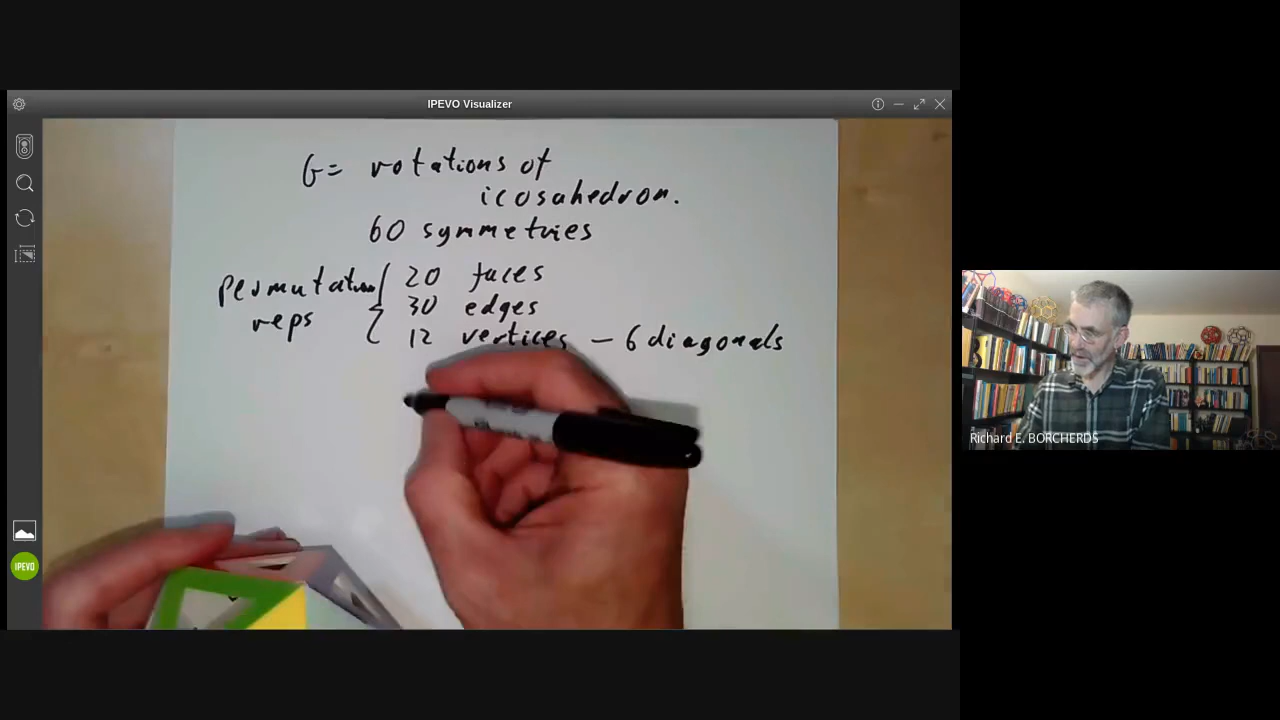 IPEVO Visualizer
G= rotations of
icosahedron.
60 symmetries
permutation
reps
20 faces
30 edges
12 vertices – 6 diagonals
IPEVO
Richard E. BORCHERDS